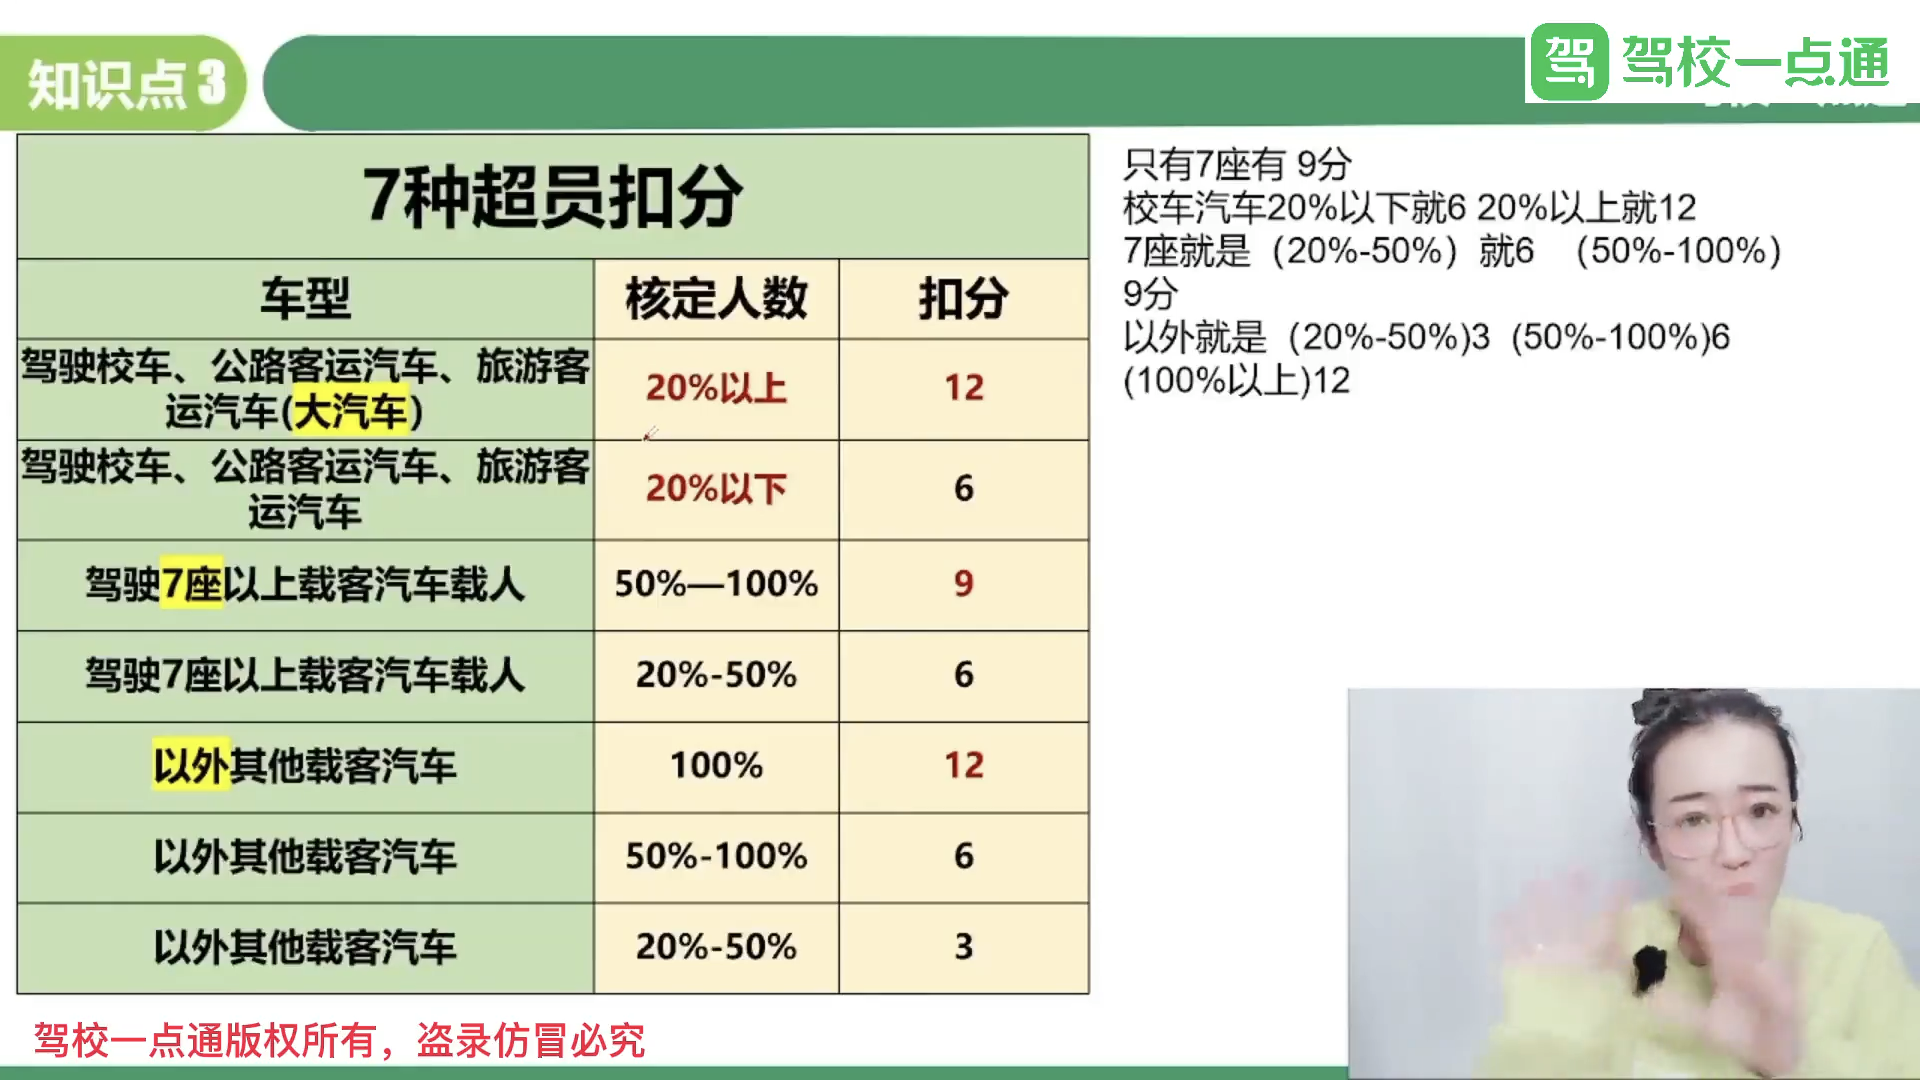 知识点 3
驾 驾校一点通
7种超员扣分
车型 核定人数 扣分
驾驶校车、公路客运汽车、旅游客
运汽车(大汽车) 20%以上 12
驾驶校车、公路客运汽车、旅游客
运汽车 20%以下 6
驾驶7座以上载客汽车载人 50%—100% 9
驾驶7座以上载客汽车载人 20%-50% 6
以外其他载客汽车 100% 12
以外其他载客汽车 50%-100% 6
以外其他载客汽车 20%-50% 3
只有7座有 9分
校车汽车20%以下就6 20%以上就12
7座就是（20%-50%）就6 （50%-100%）
9分
以外就是（20%-50%)3 (50%-100%)6
(100%以上)12
驾校一点通版权所有，盗录仿冒必究